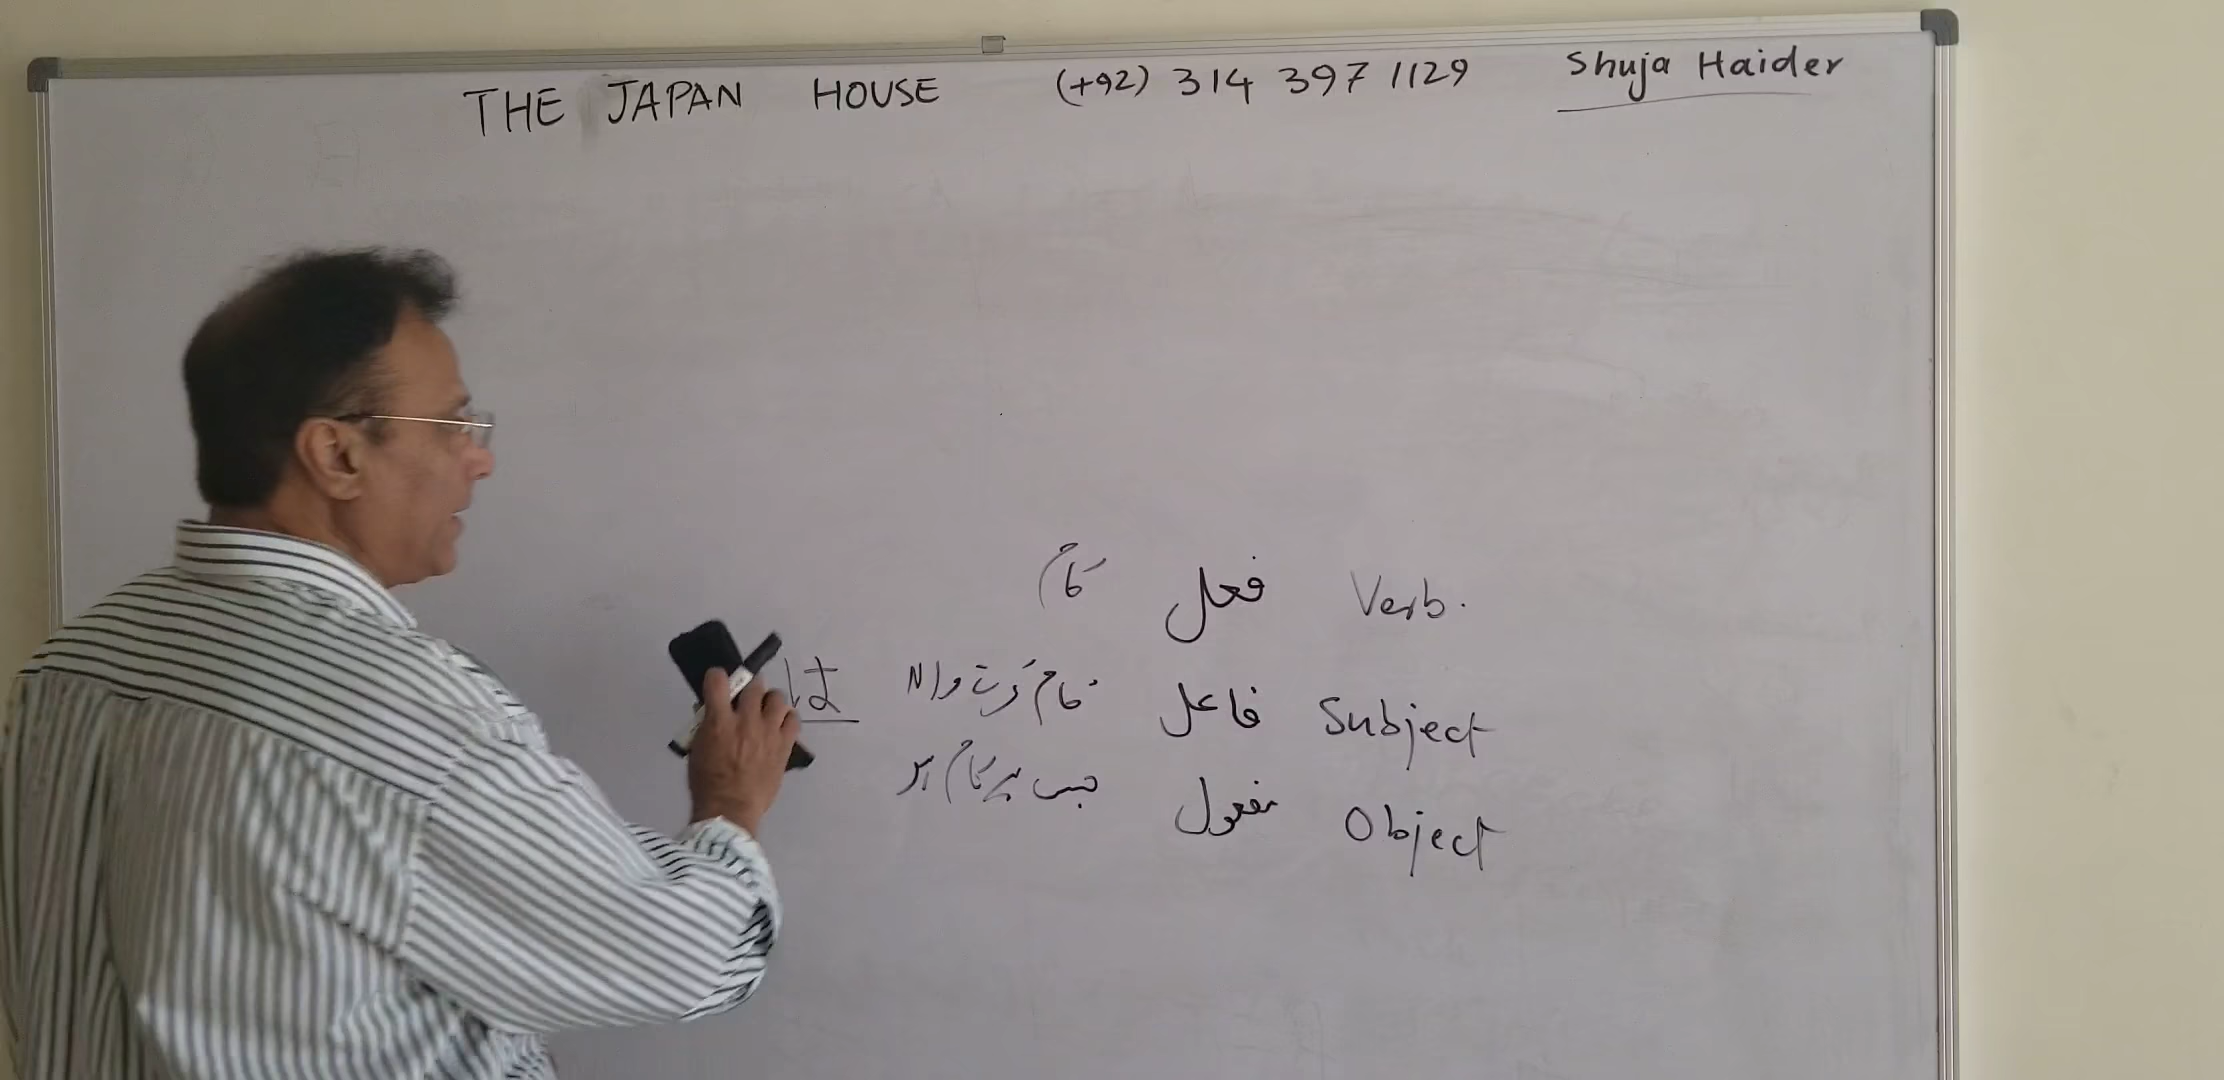 THE JAPAN HOUSE (+92) 314 397 1129 Shuja Haider
Verb. فعل کام
Subject فاعل کام کرنے والا は
Object مفعول جس پر کام ہو